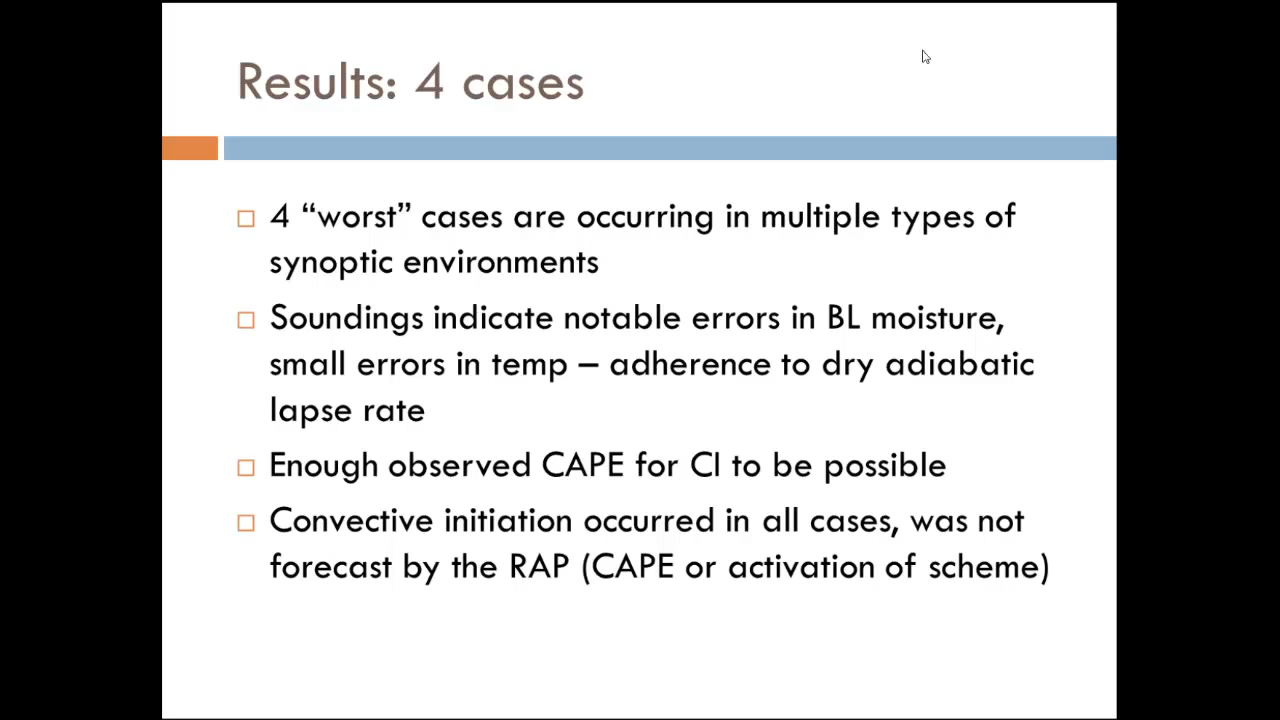 Results: 4 cases
4 “worst” cases are occurring in multiple types of
synoptic environments
Soundings indicate notable errors in BL moisture,
small errors in temp – adherence to dry adiabatic
lapse rate
Enough observed CAPE for CI to be possible
Convective initiation occurred in all cases, was not
forecast by the RAP (CAPE or activation of scheme)